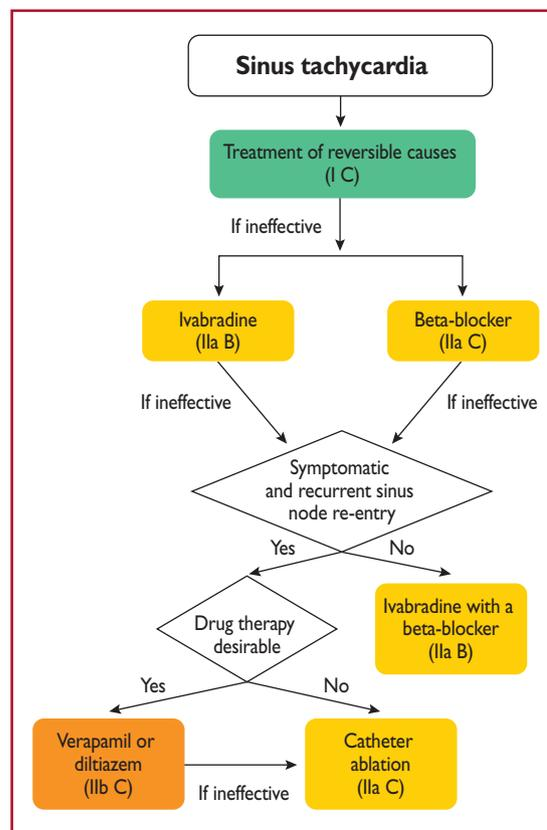 Sinus tachycardia
Treatment of reversible causes
(I C)
If ineffective
Ivabradine
(IIa B)
Beta-blocker
(IIa C)
If ineffective
If ineffective
Symptomatic
and recurrent sinus
node re-entry
Yes
No
Ivabradine with a
beta-blocker
(IIa B)
Drug therapy
desirable
Yes
No
Verapamil or
diltiazem
(IIb C)
If ineffective
Catheter
ablation
(IIa C)